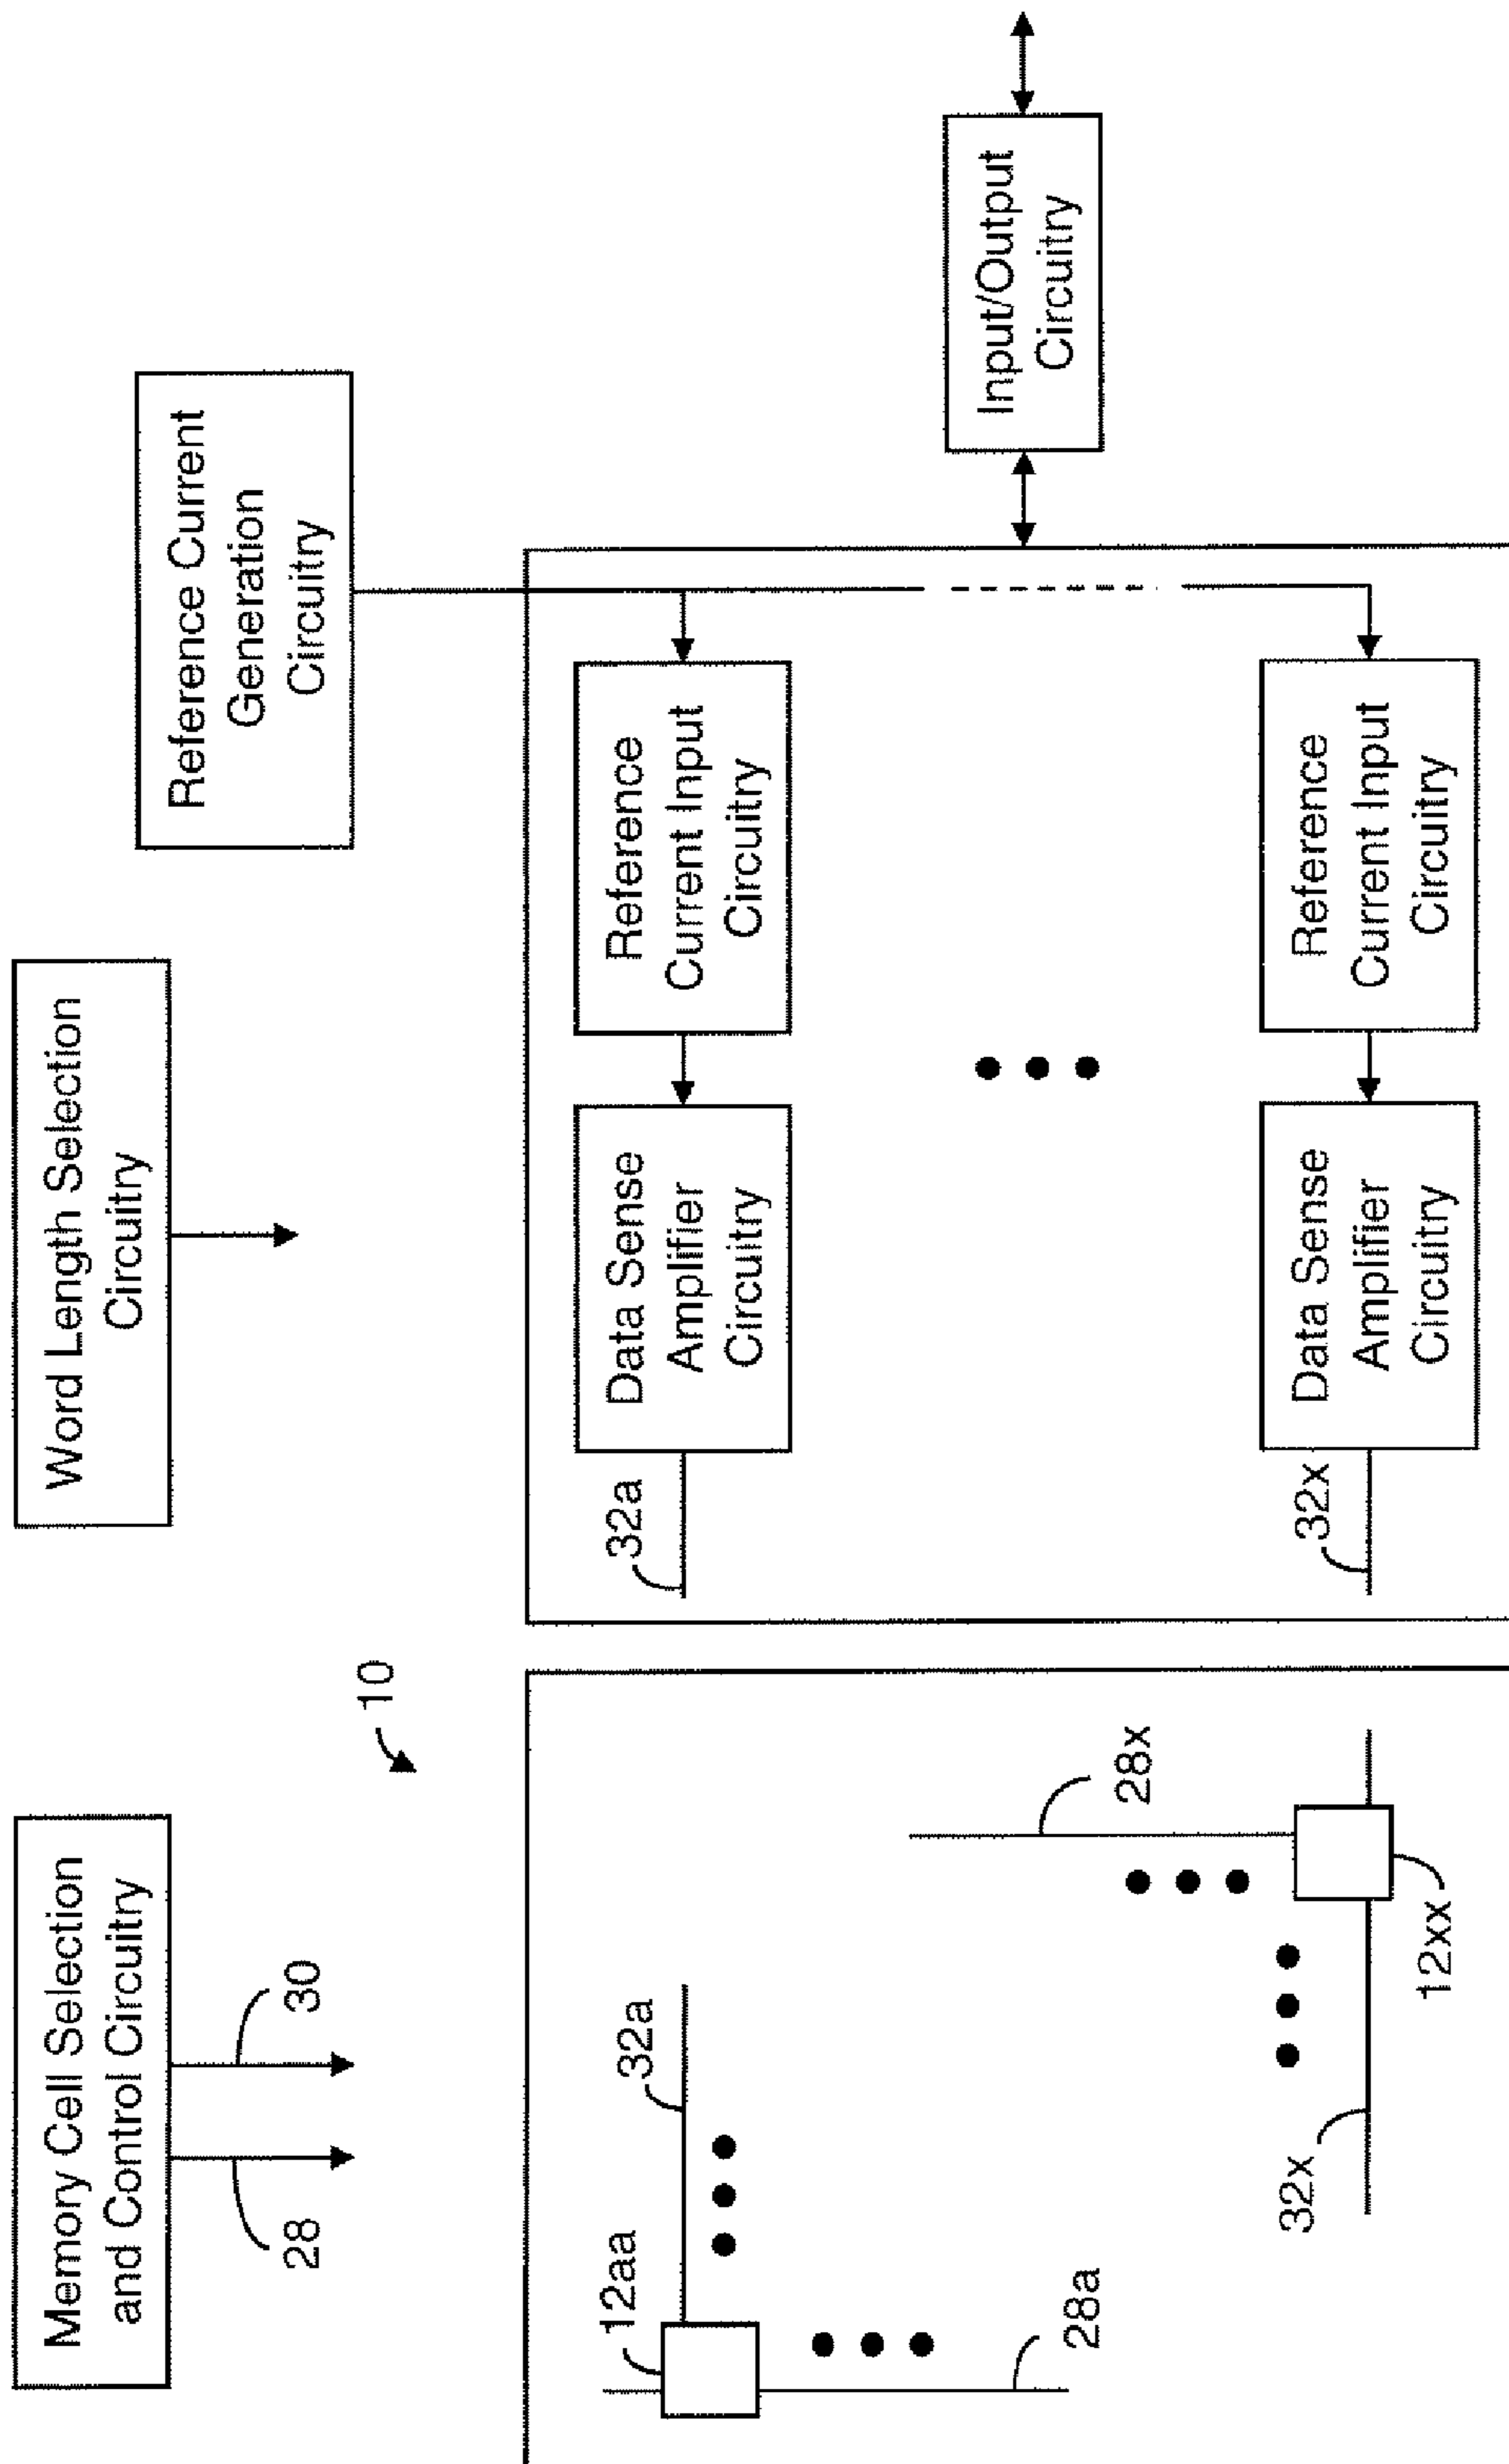 Memory Cell Selection
and Control Circuitry
28
30
10
Word Length Selection
Circuitry
Reference Current
Generation
Circuitry
12aa
32a
28a
28x
32x
12xx
32a
Data Sense
Amplifier
Circuitry
Reference
Current Input
Circuitry
32x
Data Sense
Amplifier
Circuitry
Reference
Current Input
Circuitry
Input/Output
Circuitry